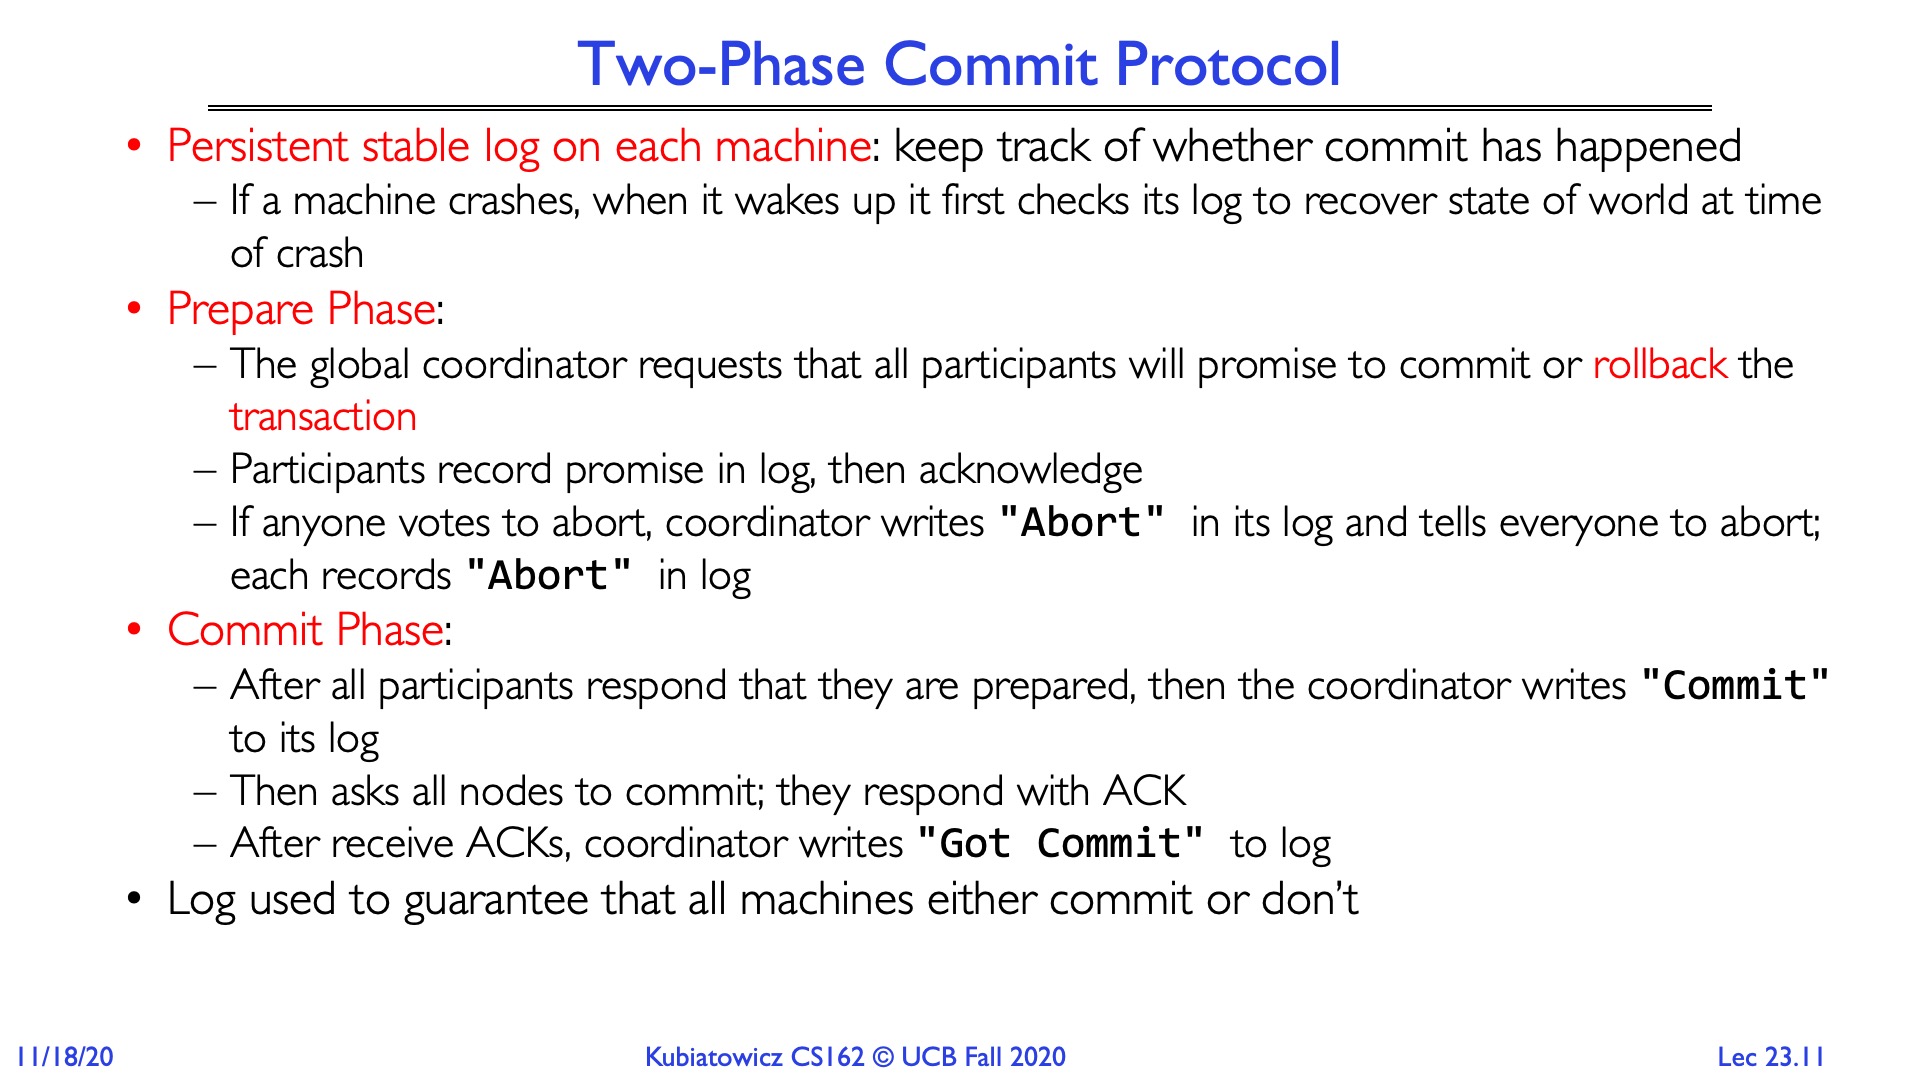 Two-Phase Commit Protocol
• Persistent stable log on each machine: keep track of whether commit has happened
– If a machine crashes, when it wakes up it first checks its log to recover state of world at time
of crash
• Prepare Phase:
– The global coordinator requests that all participants will promise to commit or rollback the
transaction
– Participants record promise in log, then acknowledge
– If anyone votes to abort, coordinator writes "Abort" in its log and tells everyone to abort;
each records "Abort" in log
• Commit Phase:
– After all participants respond that they are prepared, then the coordinator writes "Commit"
to its log
– Then asks all nodes to commit; they respond with ACK
– After receive ACKs, coordinator writes "Got Commit" to log
• Log used to guarantee that all machines either commit or don’t
11/18/20 Kubiatowicz CS162 © UCB Fall 2020 Lec 23.11